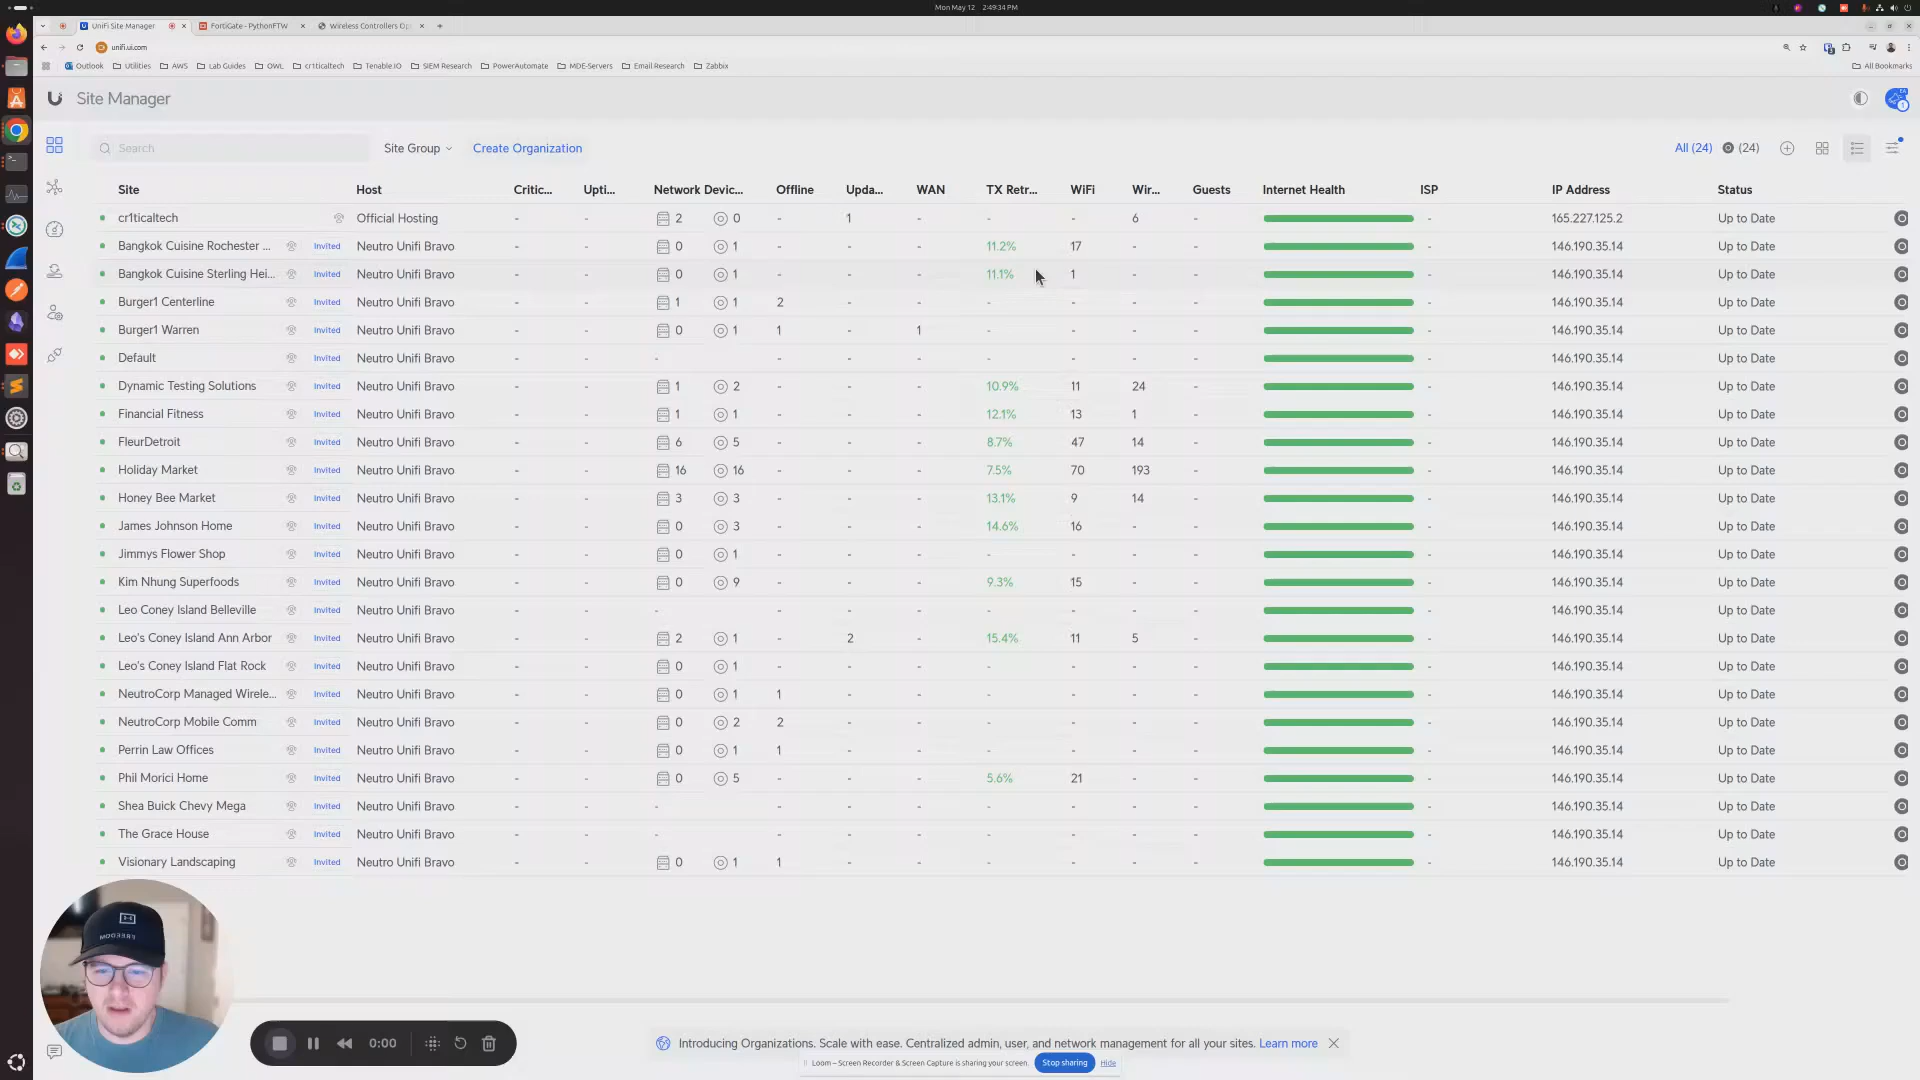 Mon May 12 2:49:34 PM
UniFi Site Manager
FortiGate - PythonFTW
Wireless Controllers Op
unifi.ui.com
Outlook Utilities AWS Lab Guides OWL cr1ticaltech Tenable.IO SIEM Research PowerAutomate MDE-Servers Email Research Zabbix All Bookmarks
Site Manager
Search Site Group Create Organization All (24) (24)
Site Host Critic... Upti... Network Devic... Offline Upda... WAN TX Retr... WiFi Wir... Guests Internet Health ISP IP Address Status
cr1ticaltech Official Hosting - - 2 0 - 1 - - - 6 - - 165.227.125.2 Up to Date
Bangkok Cuisine Rochester ... Invited Neutro Unifi Bravo - - 0 1 - - - 11.2% 17 - - - 146.190.35.14 Up to Date
Bangkok Cuisine Sterling Hei... Invited Neutro Unifi Bravo - - 0 1 - - - 11.1% 1 - - - 146.190.35.14 Up to Date
Burger1 Centerline Invited Neutro Unifi Bravo - - 1 1 2 - - - - - - - 146.190.35.14 Up to Date
Burger1 Warren Invited Neutro Unifi Bravo - - 0 1 1 - 1 - - - - - 146.190.35.14 Up to Date
Default Invited Neutro Unifi Bravo - - - - - - - - - - - 146.190.35.14 Up to Date
Dynamic Testing Solutions Invited Neutro Unifi Bravo - - 1 2 - - - 10.9% 11 24 - - 146.190.35.14 Up to Date
Financial Fitness Invited Neutro Unifi Bravo - - 1 1 - - - 12.1% 13 1 - - 146.190.35.14 Up to Date
FleurDetroit Invited Neutro Unifi Bravo - - 6 5 - - - 8.7% 47 14 - - 146.190.35.14 Up to Date
Holiday Market Invited Neutro Unifi Bravo - - 16 16 - - - 7.5% 70 193 - - 146.190.35.14 Up to Date
Honey Bee Market Invited Neutro Unifi Bravo - - 3 3 - - - 13.1% 9 14 - - 146.190.35.14 Up to Date
James Johnson Home Invited Neutro Unifi Bravo - - 0 3 - - - 14.6% 16 - - - 146.190.35.14 Up to Date
Jimmys Flower Shop Invited Neutro Unifi Bravo - - 0 1 - - - - - - - - 146.190.35.14 Up to Date
Kim Nhung Superfoods Invited Neutro Unifi Bravo - - 0 9 - - - 9.3% 15 - - - 146.190.35.14 Up to Date
Leo Coney Island Belleville Invited Neutro Unifi Bravo - - - - - - - - - - - 146.190.35.14 Up to Date
Leo's Coney Island Ann Arbor Invited Neutro Unifi Bravo - - 2 1 - 2 - 15.4% 11 5 - - 146.190.35.14 Up to Date
Leo's Coney Island Flat Rock Invited Neutro Unifi Bravo - - 0 1 - - - - - - - - 146.190.35.14 Up to Date
NeutroCorp Managed Wirele... Invited Neutro Unifi Bravo - - 0 1 1 - - - - - - - 146.190.35.14 Up to Date
NeutroCorp Mobile Comm Invited Neutro Unifi Bravo - - 0 2 2 - - - - - - - 146.190.35.14 Up to Date
Perrin Law Offices Invited Neutro Unifi Bravo - - 0 1 1 - - - - - - - 146.190.35.14 Up to Date
Phil Morici Home Invited Neutro Unifi Bravo - - 0 5 - - - 5.6% 21 - - - 146.190.35.14 Up to Date
Shea Buick Chevy Mega Invited Neutro Unifi Bravo - - - - - - - - - - - 146.190.35.14 Up to Date
The Grace House Invited Neutro Unifi Bravo - - - - - - - - - - - 146.190.35.14 Up to Date
Visionary Landscaping Invited Neutro Unifi Bravo - - 0 1 1 - - - - - - - 146.190.35.14 Up to Date
FREEDOM
0:00
Introducing Organizations. Scale with ease. Centralized admin, user, and network management for all your sites. Learn more
Loom – Screen Recorder & Screen Capture is sharing your screen. Stop sharing Hide